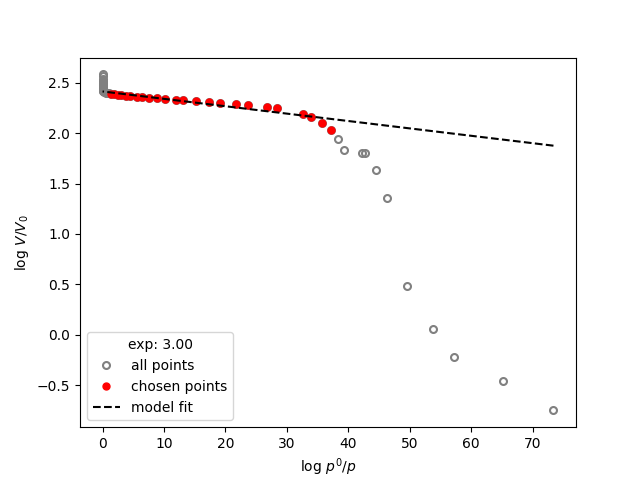 2.5
2.0
1.5
1.0
0.5
0.0
−0.5
log V/V₀
exp: 3.00
all points
chosen points
model fit
0 10 20 30 40 50 60 70
log p⁰/p